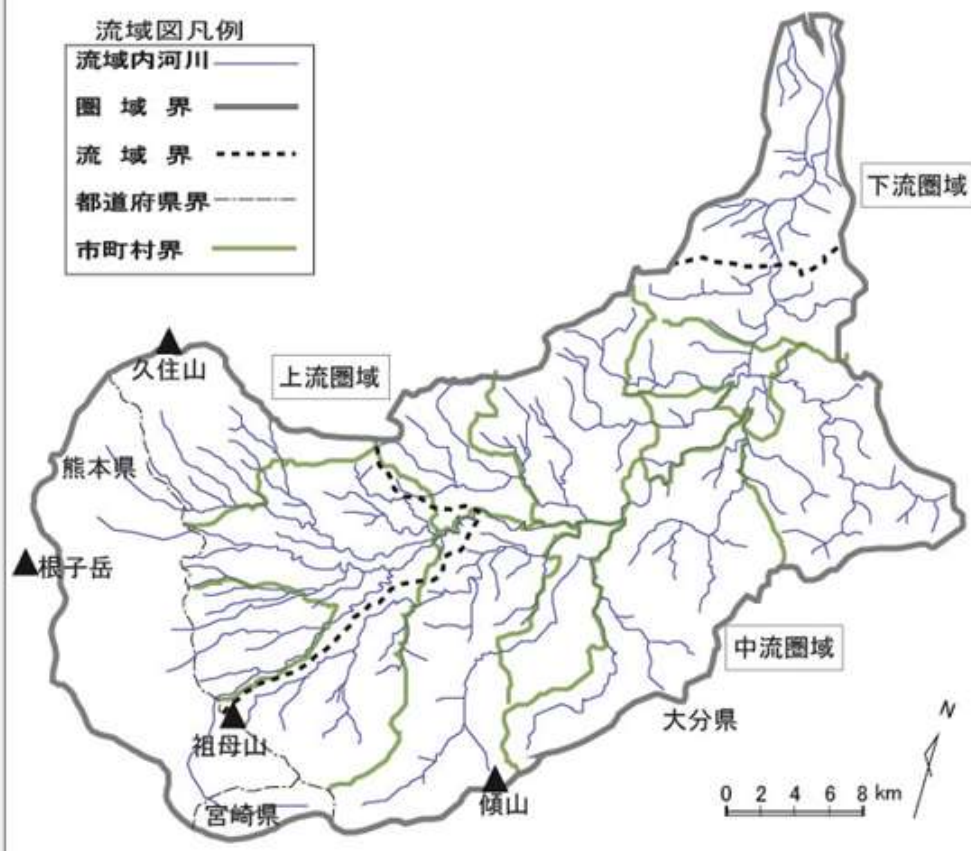 流域図凡例
流域内河川
圏域界
流域界
都道府県界
市町村界
下流圏域
久住山
上流圏域
熊本県
根子岳
中流圏域
大分県
祖母山
宮崎県
傾山
N
0 2 4 6 8 km